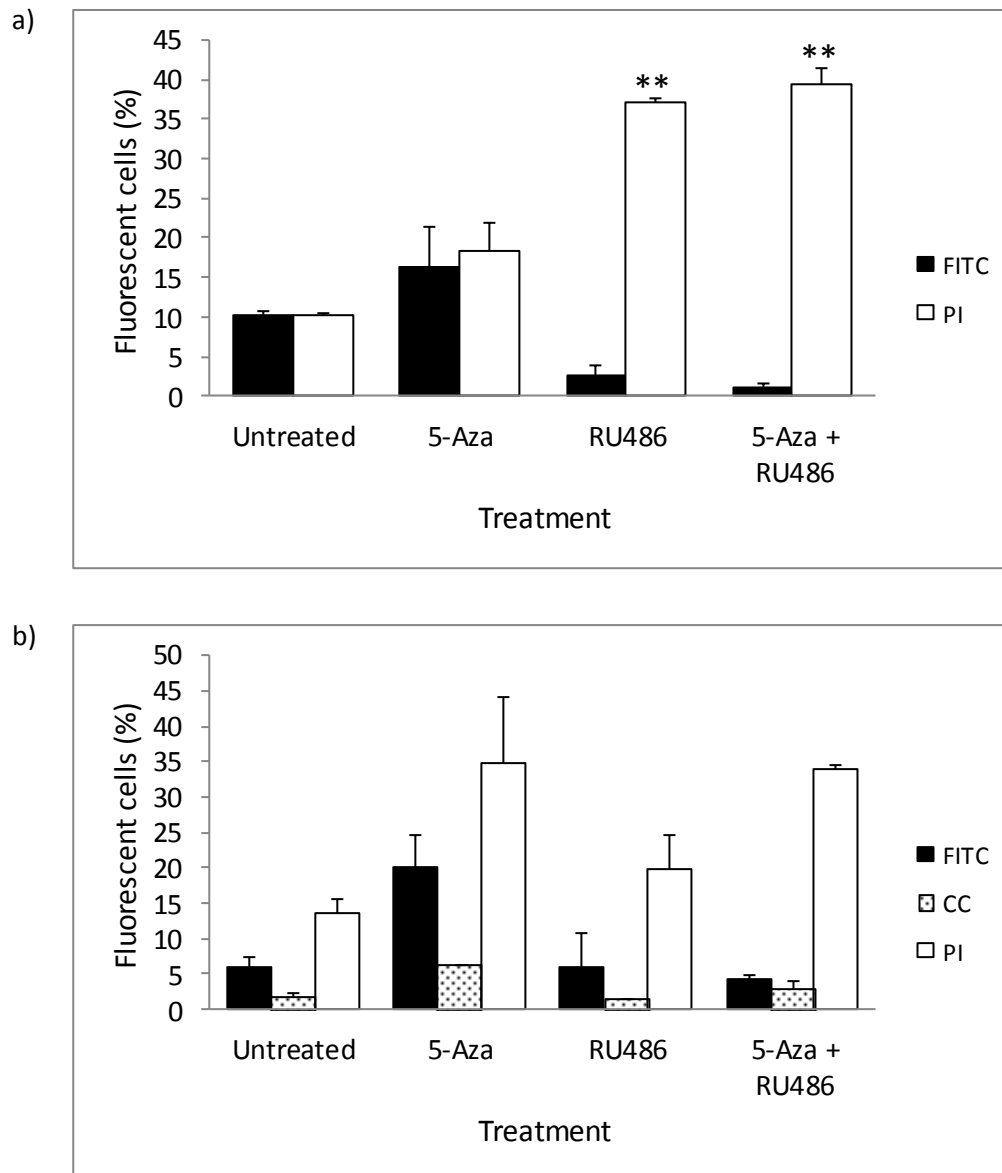 a)
45
40
35
30
25
20
15
10
5
0
Fluorescent cells (%)
**
**
FITC
PI
Untreated
5-Aza
RU486
5-Aza +
RU486
Treatment
b)
50
45
40
35
30
25
20
15
10
5
0
Fluorescent cells (%)
FITC
CC
PI
Untreated
5-Aza
RU486
5-Aza +
RU486
Treatment